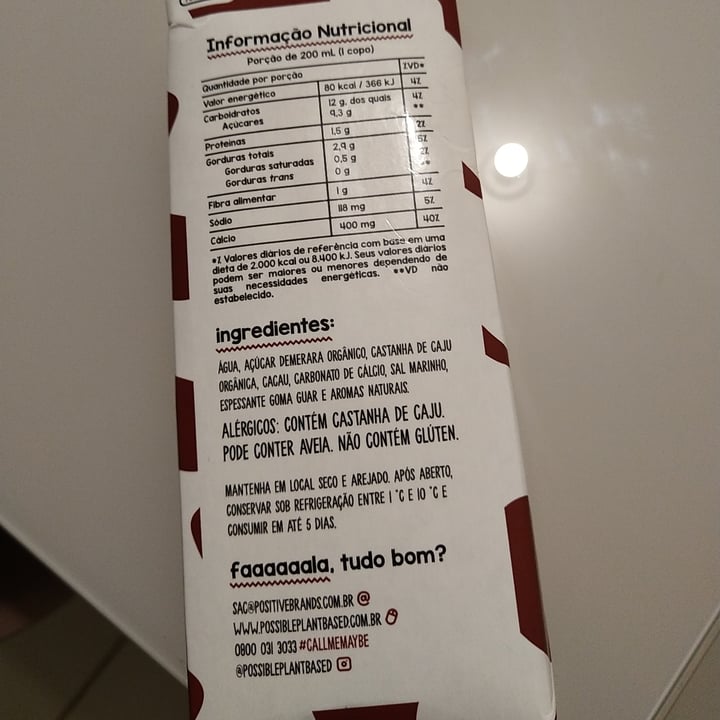 Informação Nutricional
Porção de 200 mL (1 copo)
Quantidade por porção %VD*
Valor energético 80 kcal / 366 kJ 4%
Carboidratos 12 g, dos quais 4%
Açúcares 9,3 g **
Proteínas 1,5 g 2%
Gorduras totais 2,9 g 5%
Gorduras saturadas 0,5 g 2%
Gorduras trans 0 g **
Fibra alimentar 1 g 4%
Sódio 118 mg 5%
Cálcio 400 mg 40%
*% Valores diários de referência com base em uma
dieta de 2.000 kcal ou 8.400 kJ. Seus valores diários
podem ser maiores ou menores dependendo de
suas necessidades energéticas. **VD não
estabelecido.
ingredientes:
ÁGUA, AÇÚCAR DEMERARA ORGÂNICO, CASTANHA DE CAJU
ORGÂNICA, CACAU, CARBONATO DE CÁLCIO, SAL MARINHO,
ESPESSANTE GOMA GUAR E AROMAS NATURAIS.
ALÉRGICOS: CONTÉM CASTANHA DE CAJU.
PODE CONTER AVEIA. NÃO CONTÉM GLÚTEN.
MANTENHA EM LOCAL SECO E AREJADO. APÓS ABERTO,
CONSERVAR SOB REFRIGERAÇÃO ENTRE 1 °C E 10 °C E
CONSUMIR EM ATÉ 5 DIAS.
faaaaaala, tudo bom?
SAC@POSITIVEBRANDS.COM.BR @
WWW.POSSIBLEPLANTBASED.COM.BR
0800 031 3033 #CALLMEMAYBE
@POSSIBLEPLANTBASED